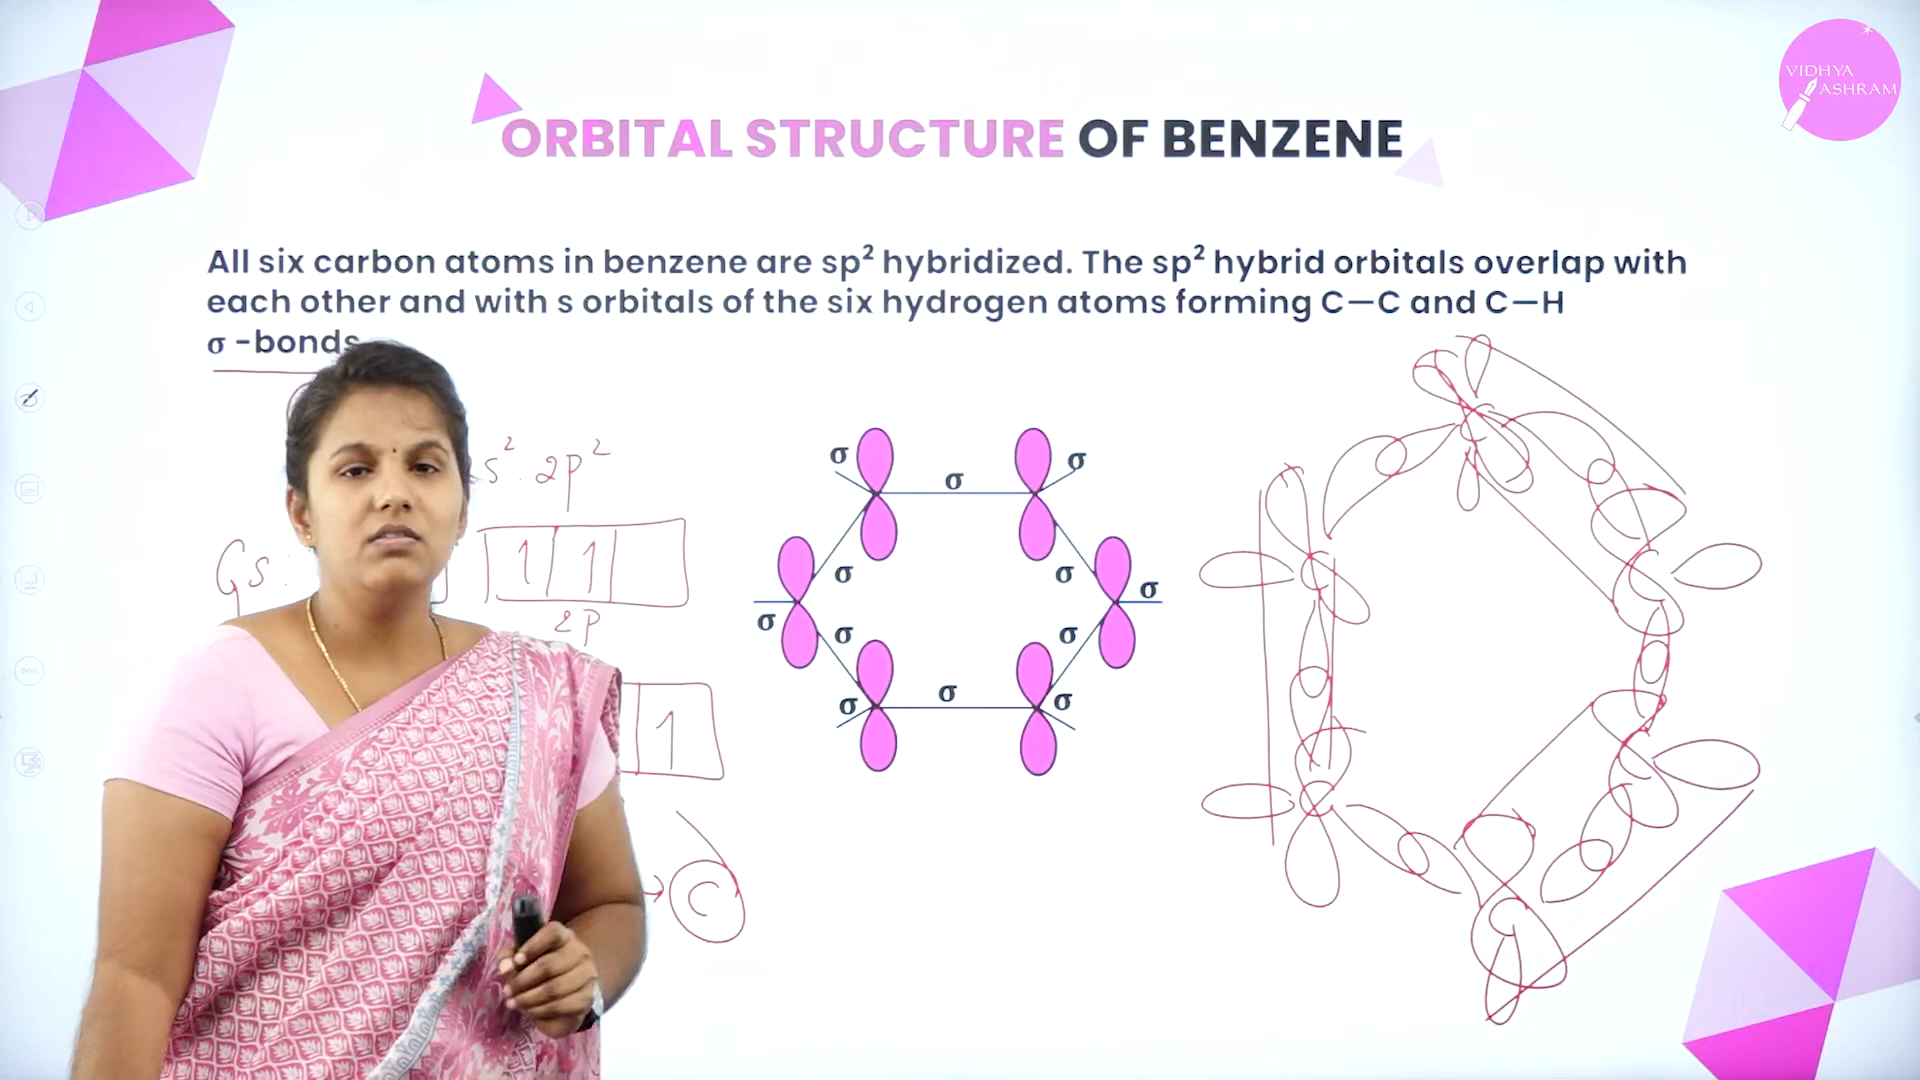 VIDHYA
ASHRAM
ORBITAL STRUCTURE OF BENZENE
All six carbon atoms in benzene are sp² hybridized. The sp² hybrid orbitals overlap with
each other and with s orbitals of the six hydrogen atoms forming C—C and C—H
σ -bonds
s² 2p²
Gs:
1 1
2p
1
C
σ σ
σ
σ σ
σ
σ σ σ
σ σ σ